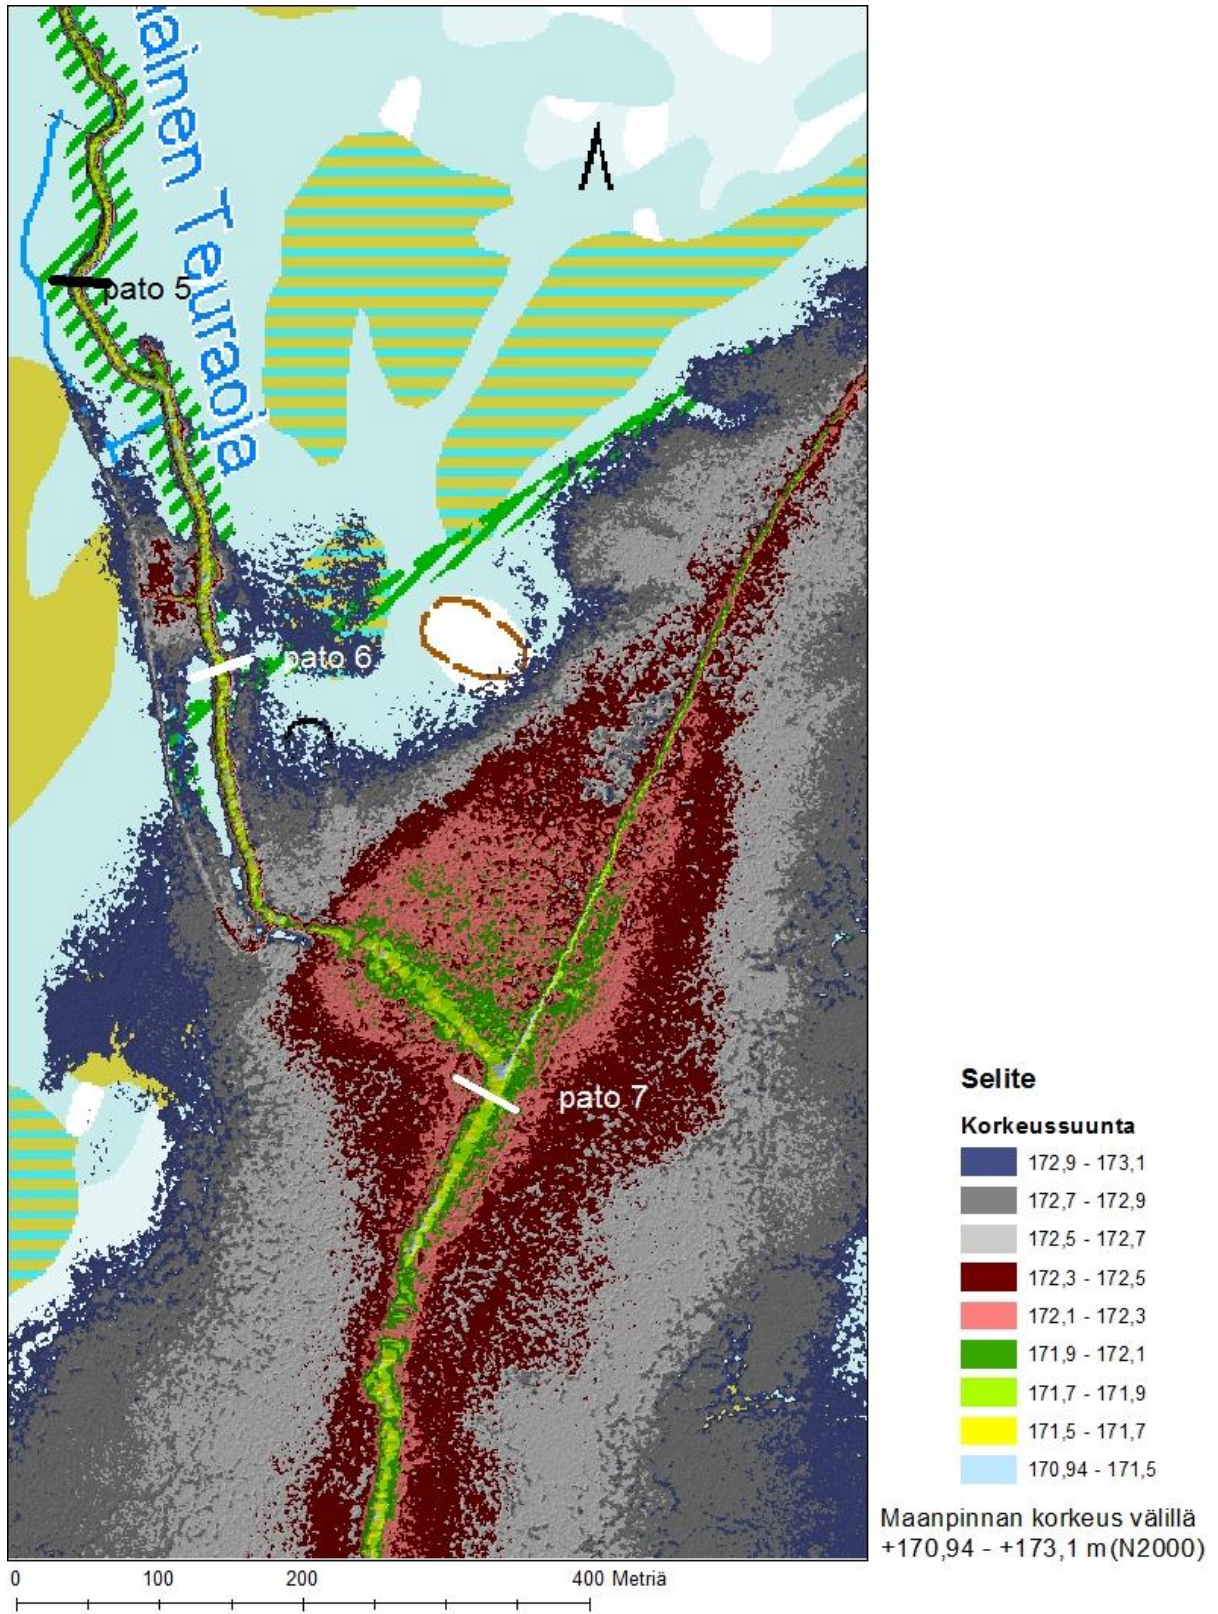 ainen Teuraoja
pato 5
pato 6
pato 7
Selite
Korkeussuunta
172,9 - 173,1
172,7 - 172,9
172,5 - 172,7
172,3 - 172,5
172,1 - 172,3
171,9 - 172,1
171,7 - 171,9
171,5 - 171,7
170,94 - 171,5
Maanpinnan korkeus välillä
+170,94 - +173,1 m (N2000)
0 100 200 400 Metriä